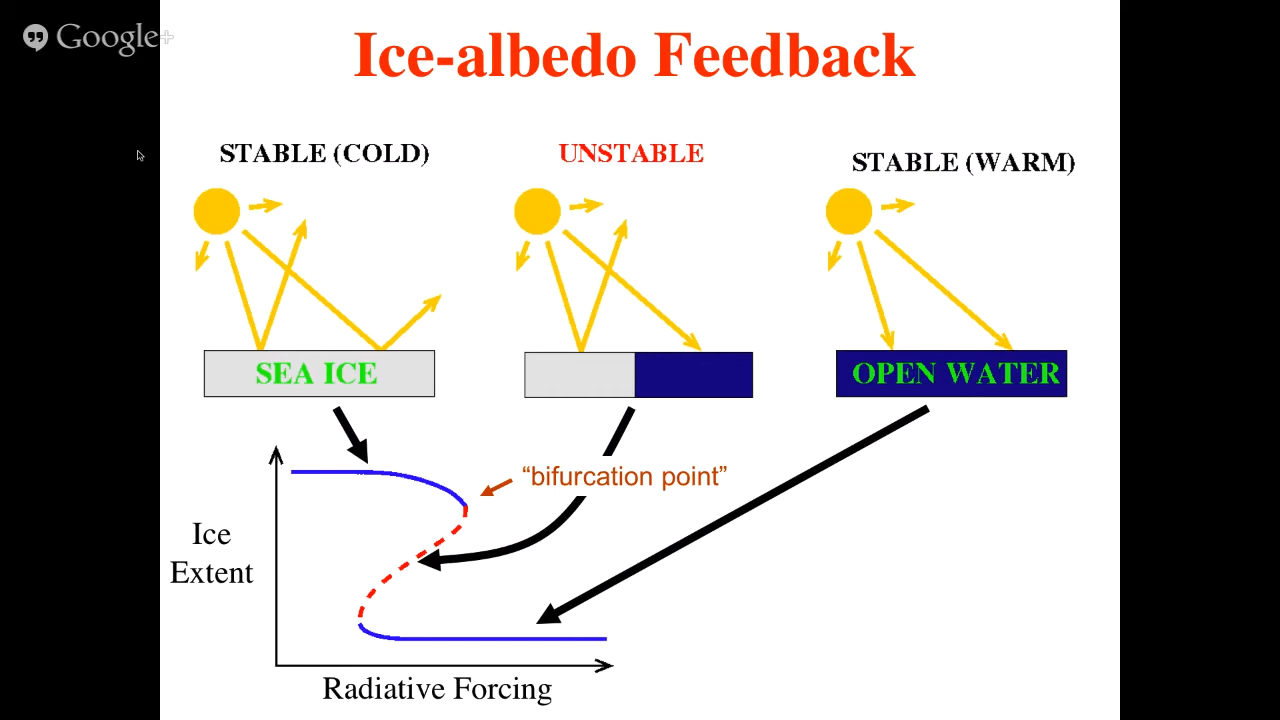 Google+
Ice-albedo Feedback
STABLE (COLD)
UNSTABLE
STABLE (WARM)
SEA ICE
OPEN WATER
“bifurcation point”
Ice
Extent
Radiative Forcing